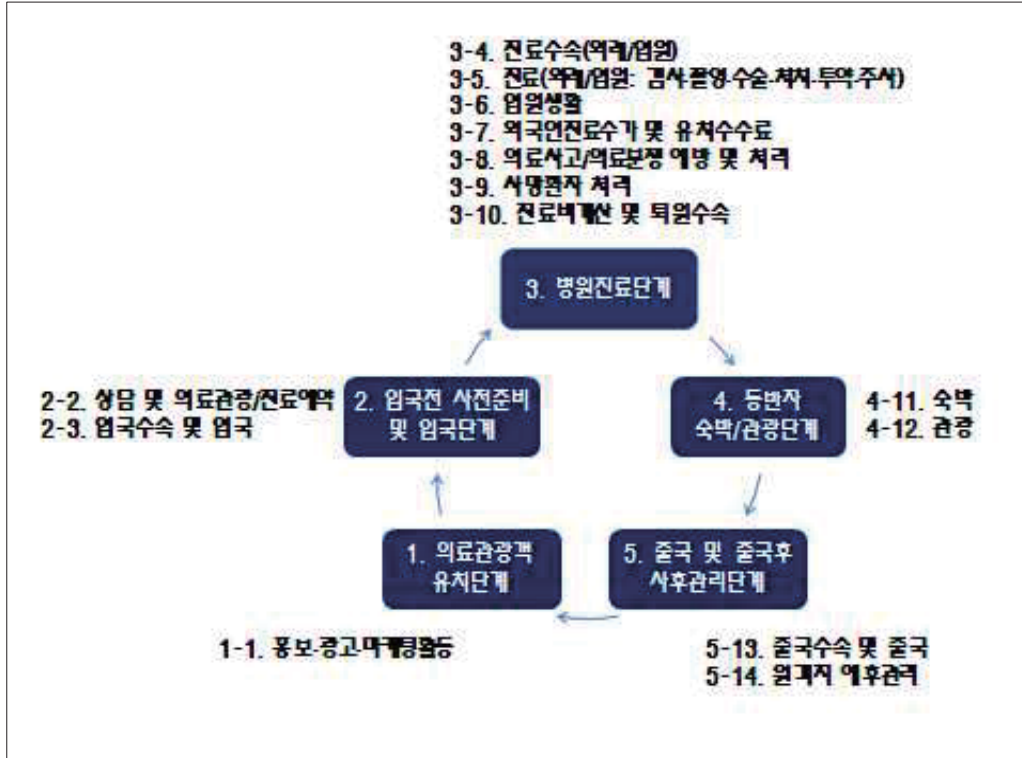 3-4. 진료수속(외래/입원)
3-5. 진료(외래/입원: 검사·촬영·수술·처치·투약·주사)
3-6. 입원생활
3-7. 외국인진료수가 및 유치수수료
3-8. 의료사고/의료분쟁 예방 및 처리
3-9. 사망환자 처리
3-10. 진료비계산 및 퇴원수속
3. 병원진료단계
2-2. 상담 및 의료관광/진료예약
2-3. 입국수속 및 입국
2. 입국전 사전준비
및 입국단계
4. 동반자
숙박/관광단계
4-11. 숙박
4-12. 관광
1. 의료관광객
유치단계
5. 출국 및 출국후
사후관리단계
1-1. 홍보·광고·마케팅활동
5-13. 출국수속 및 출국
5-14. 원격지 예후관리